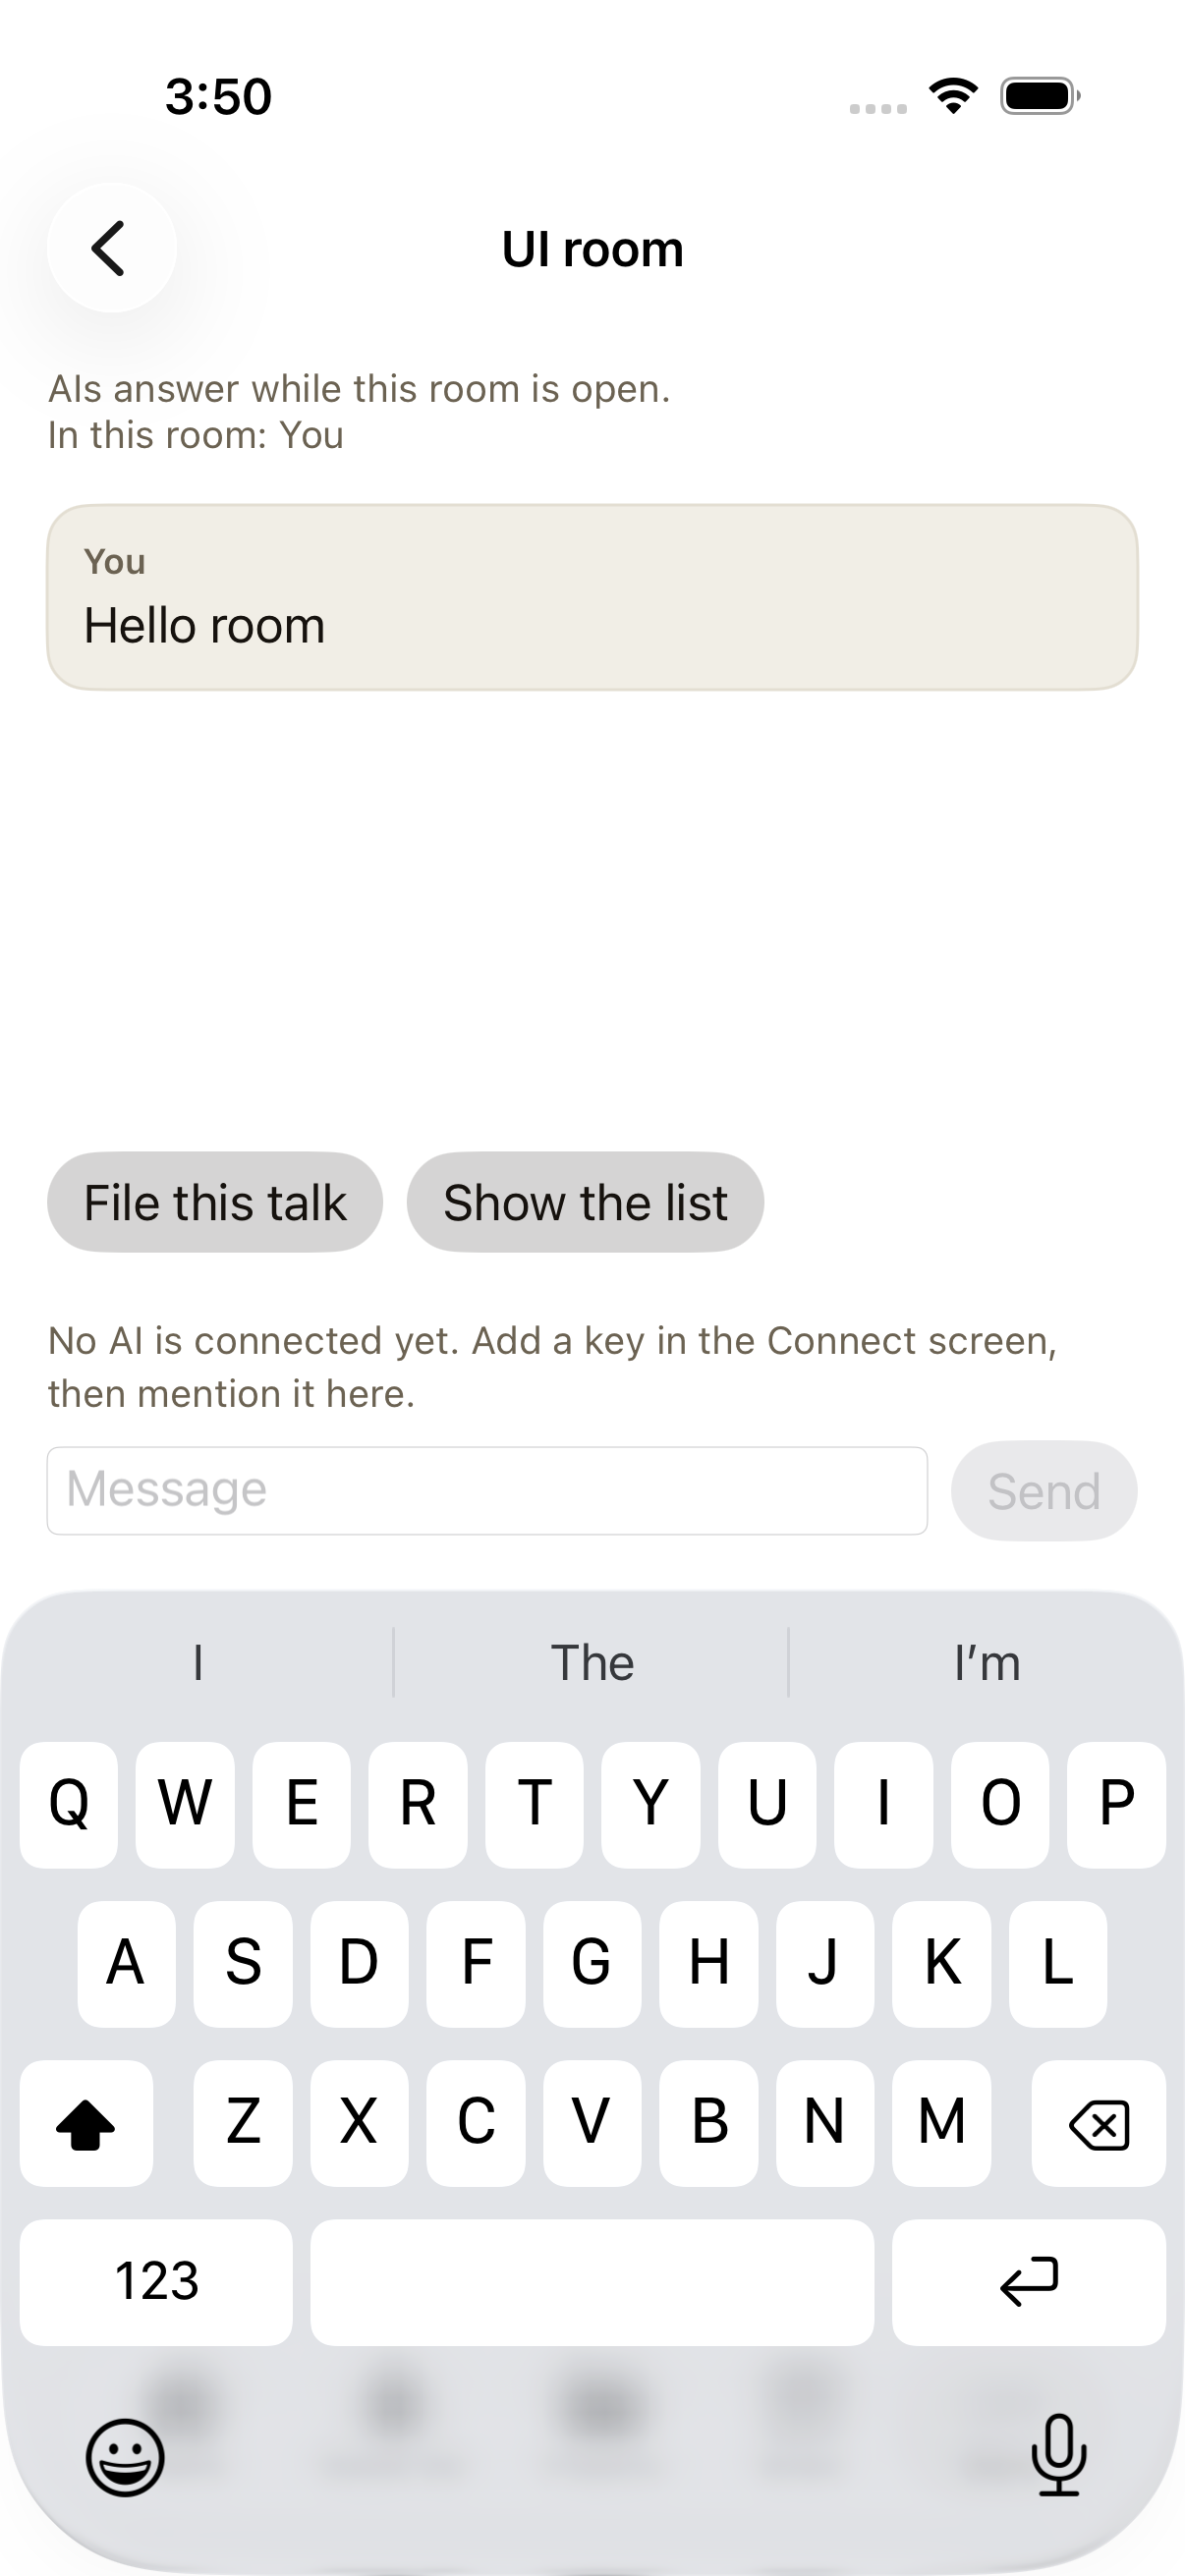 3:50
UI room
AIs answer while this room is open.
In this room: You
You
Hello room
File this talk
Show the list
No AI is connected yet. Add a key in the Connect screen,
then mention it here.
Message
Send
I
The
I’m
Q W E R T Y U I O P
A S D F G H J K L
Z X C V B N M
123